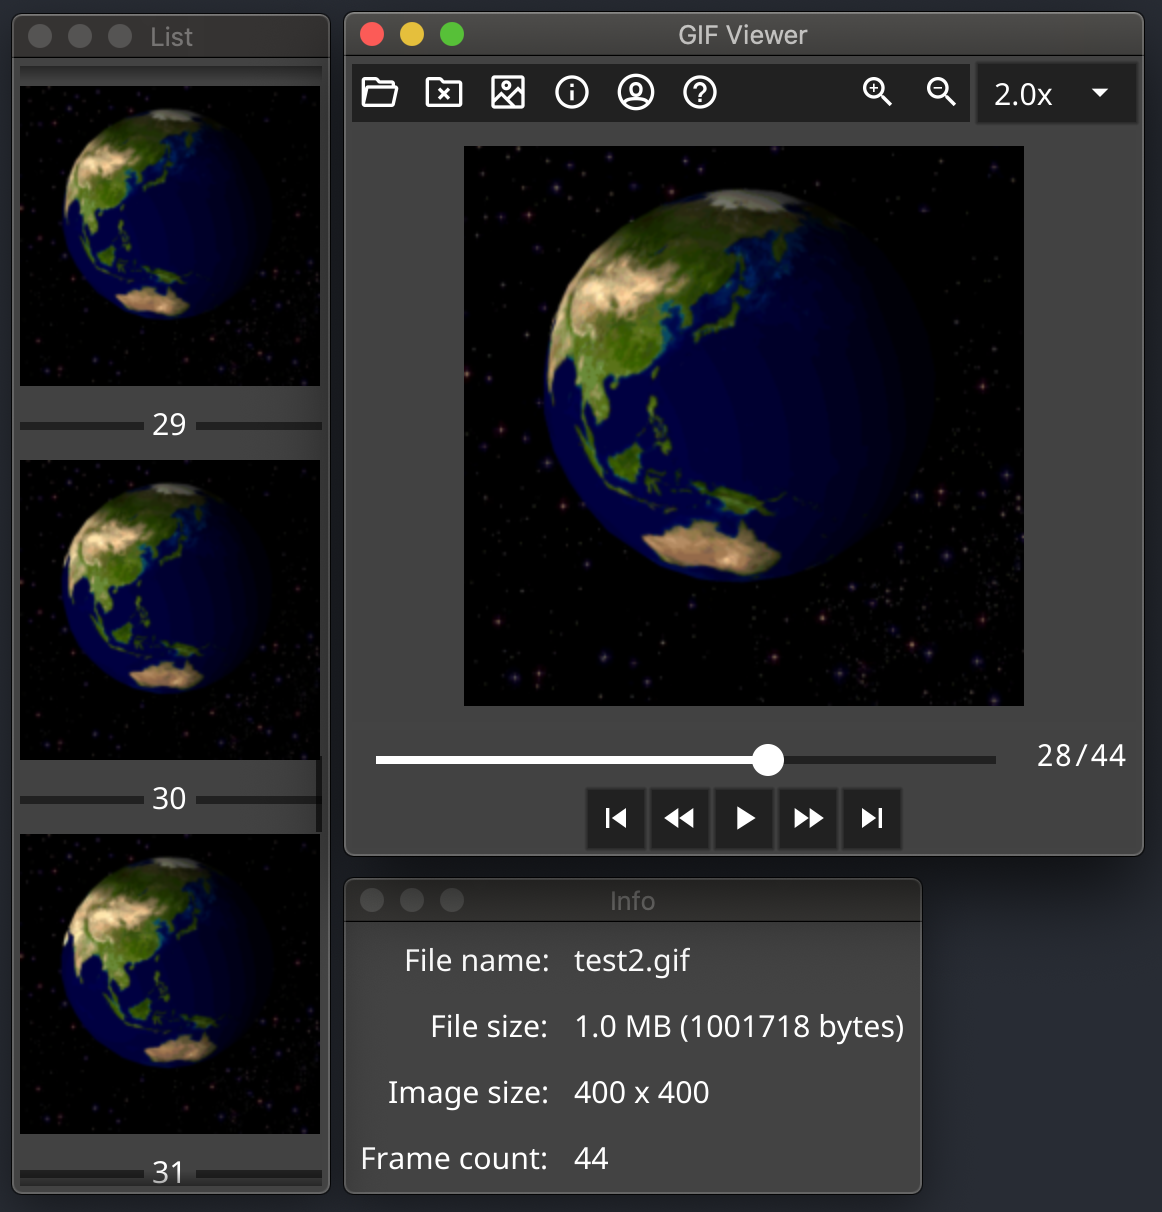 List
29
30
31
GIF Viewer
2.0x
28/44
Info
File name: test2.gif
File size: 1.0 MB (1001718 bytes)
Image size: 400 x 400
Frame count: 44